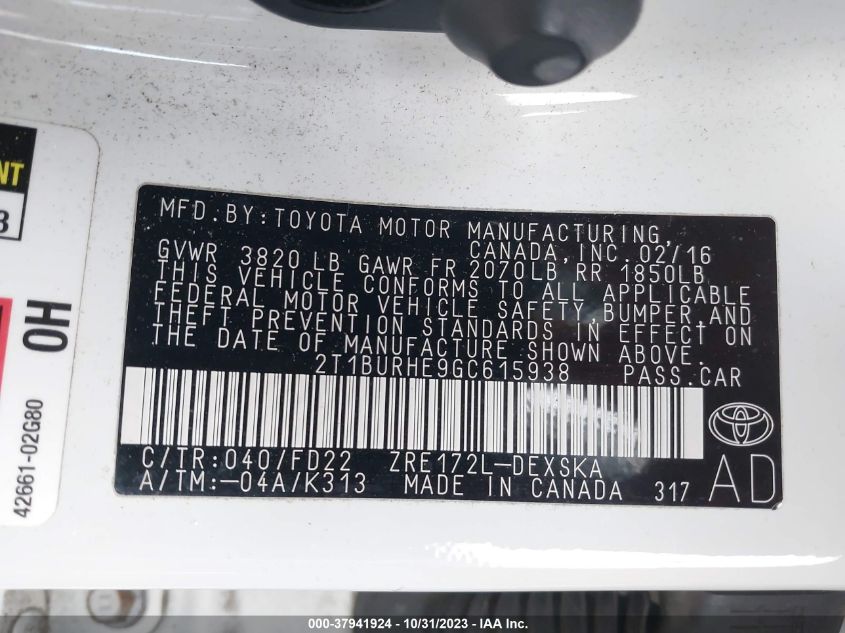 MFD.BY:TOYOTA MOTOR MANUFACTURING,
CANADA, INC. 02/16
GVWR 3820 LB GAWR FR 2070LB RR 1850LB
THIS VEHICLE CONFORMS TO ALL APPLICABLE
FEDERAL MOTOR VEHICLE SAFETY, BUMPER, AND
THEFT PREVENTION STANDARDS IN EFFECT ON
THE DATE OF MANUFACTURE SHOWN ABOVE.
2T1BURHE9GC615938 PASS.CAR
C/TR:040/FD22 ZRE172L-DEXSKA
A/TM:-04A/K313 MADE IN CANADA 317
AD
OH
42661-02G80
000-37941924 - 10/31/2023 - IAA Inc.